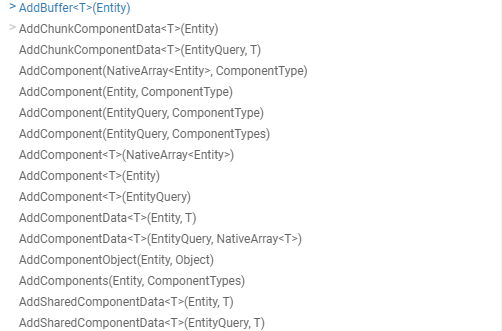 > AddBuffer<T>(Entity)
> AddChunkComponentData<T>(Entity)
AddChunkComponentData<T>(EntityQuery, T)
AddComponent(NativeArray<Entity>, ComponentType)
AddComponent(Entity, ComponentType)
AddComponent(EntityQuery, ComponentType)
AddComponent(EntityQuery, ComponentTypes)
AddComponent<T>(NativeArray<Entity>)
AddComponent<T>(Entity)
AddComponent<T>(EntityQuery)
AddComponentData<T>(Entity, T)
AddComponentData<T>(EntityQuery, NativeArray<T>)
AddComponentObject(Entity, Object)
AddComponents(Entity, ComponentTypes)
AddSharedComponentData<T>(Entity, T)
AddSharedComponentData<T>(EntityQuery, T)